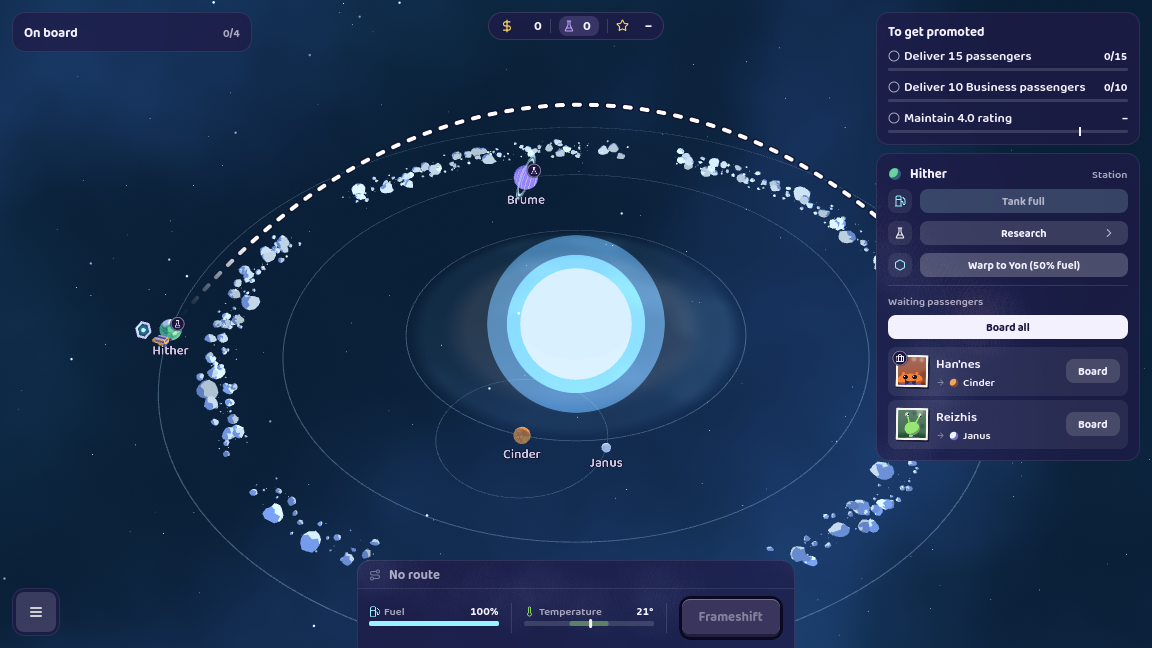 On board 0/4
$ 0 0 –
To get promoted
Deliver 15 passengers 0/15
Deliver 10 Business passengers 0/10
Maintain 4.0 rating –
Hither Station
Tank full
Research
Warp to Yon (50% fuel)
Waiting passengers
Board all
Han'nes
→ Cinder
Board
Reizhis
→ Janus
Board
Brume
Hither
Cinder
Janus
No route
Fuel 100%
Temperature 21°
Frameshift